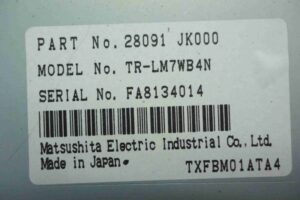 PART No. 28091 JK000
MODEL No. TR-LM7WB4N
SERIAL No. FA8134014
Matsushita Electric Industrial Co., Ltd.
Made in Japan. TXFBM01ATA4